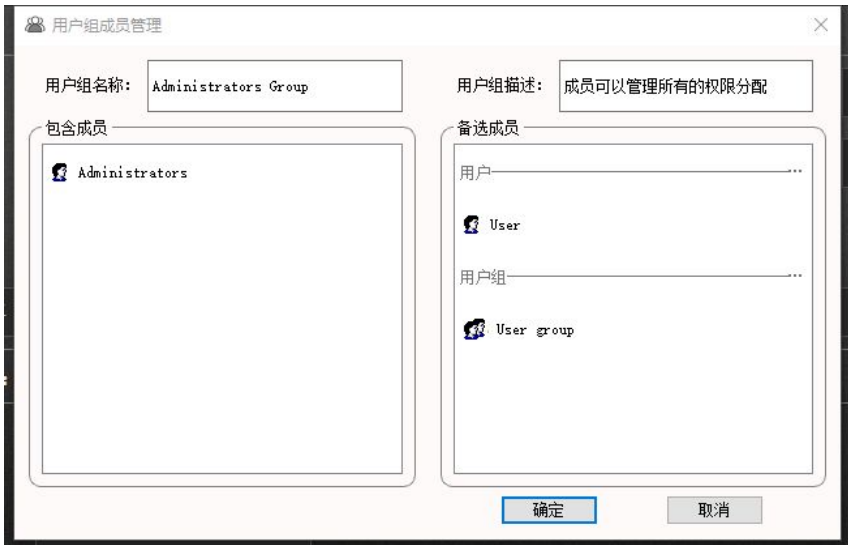 用户组成员管理
用户组名称： Administrators Group 用户组描述： 成员可以管理所有的权限分配
包含成员
Administrators
备选成员
用户
User
用户组
User group
确定 取消